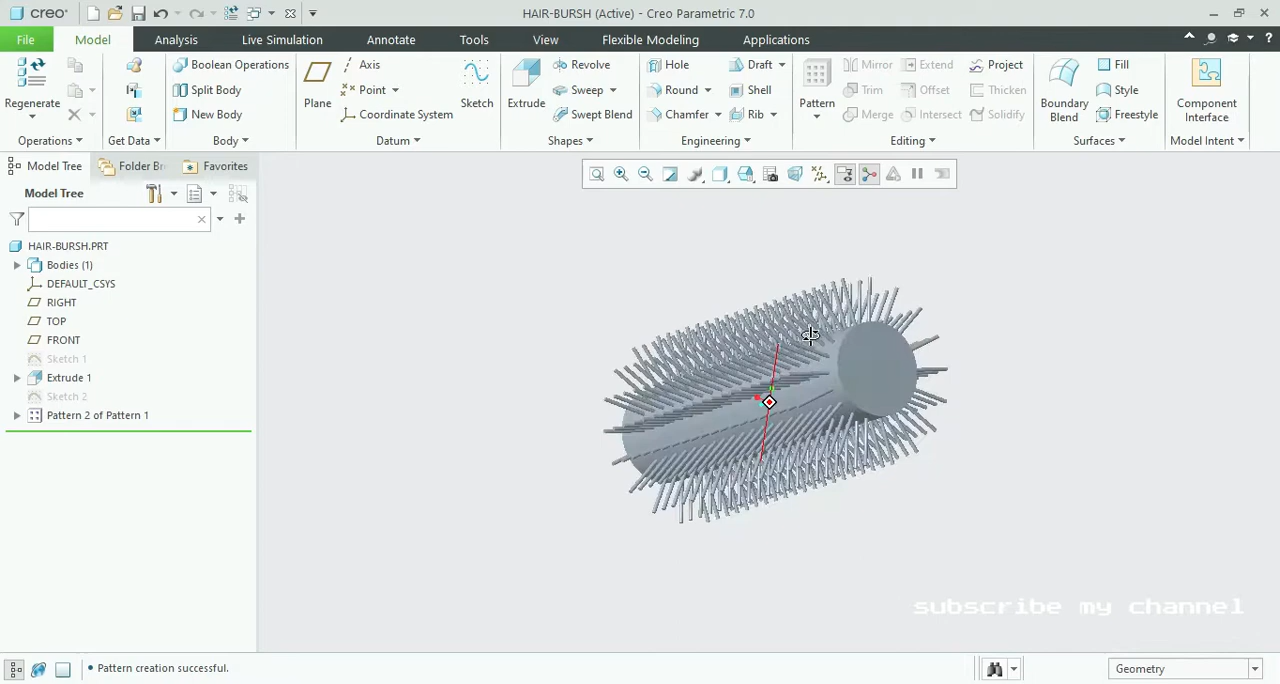 creo® HAIR-BURSH (Active) - Creo Parametric 7.0
File Model Analysis Live Simulation Annotate Tools View Flexible Modeling Applications
Regenerate
Operations
Get Data
Boolean Operations
Split Body
New Body
Body
Plane
Axis
Point
Coordinate System
Sketch
Datum
Extrude
Revolve
Sweep
Swept Blend
Shapes
Hole
Round
Chamfer
Draft
Shell
Rib
Engineering
Pattern
Mirror Extend Project
Trim Offset Thicken
Merge Intersect Solidify
Editing
Boundary
Blend
Fill
Style
Freestyle
Surfaces
Component
Interface
Model Intent
Model Tree Folder Br Favorites
Model Tree
HAIR-BURSH.PRT
Bodies (1)
DEFAULT_CSYS
RIGHT
TOP
FRONT
Sketch 1
Extrude 1
Sketch 2
Pattern 2 of Pattern 1
subscribe my channel
• Pattern creation successful.
Geometry